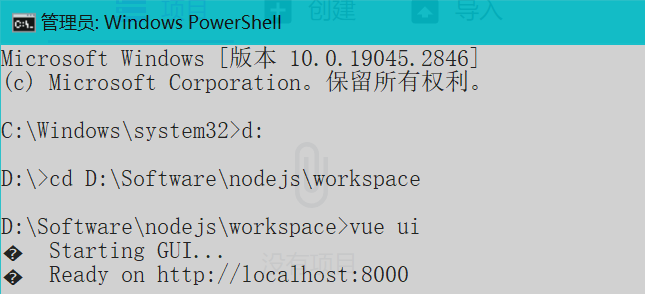 项目 创建 导入
管理员: Windows PowerShell
Microsoft Windows [版本 10.0.19045.2846]
(c) Microsoft Corporation。保留所有权利。
C:\Windows\system32>d:
D:\>cd D:\Software\nodejs\workspace
D:\Software\nodejs\workspace>vue ui
� Starting GUI...
没有项目
� Ready on http://localhost:8000